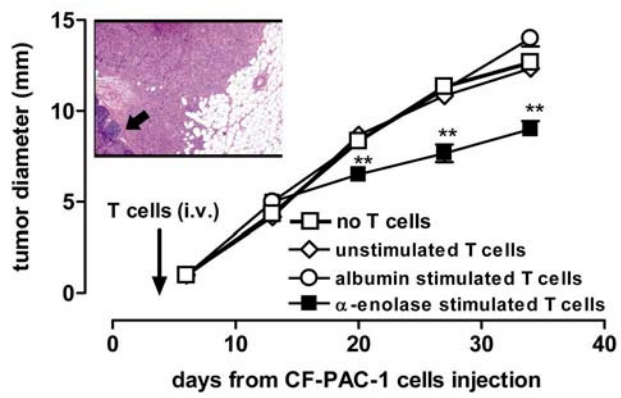 15
10
5
0
tumor diameter (mm)
T cells (i.v.)
**
**
**
no T cells
unstimulated T cells
albumin stimulated T cells
α-enolase stimulated T cells
0
10
20
30
40
days from CF-PAC-1 cells injection